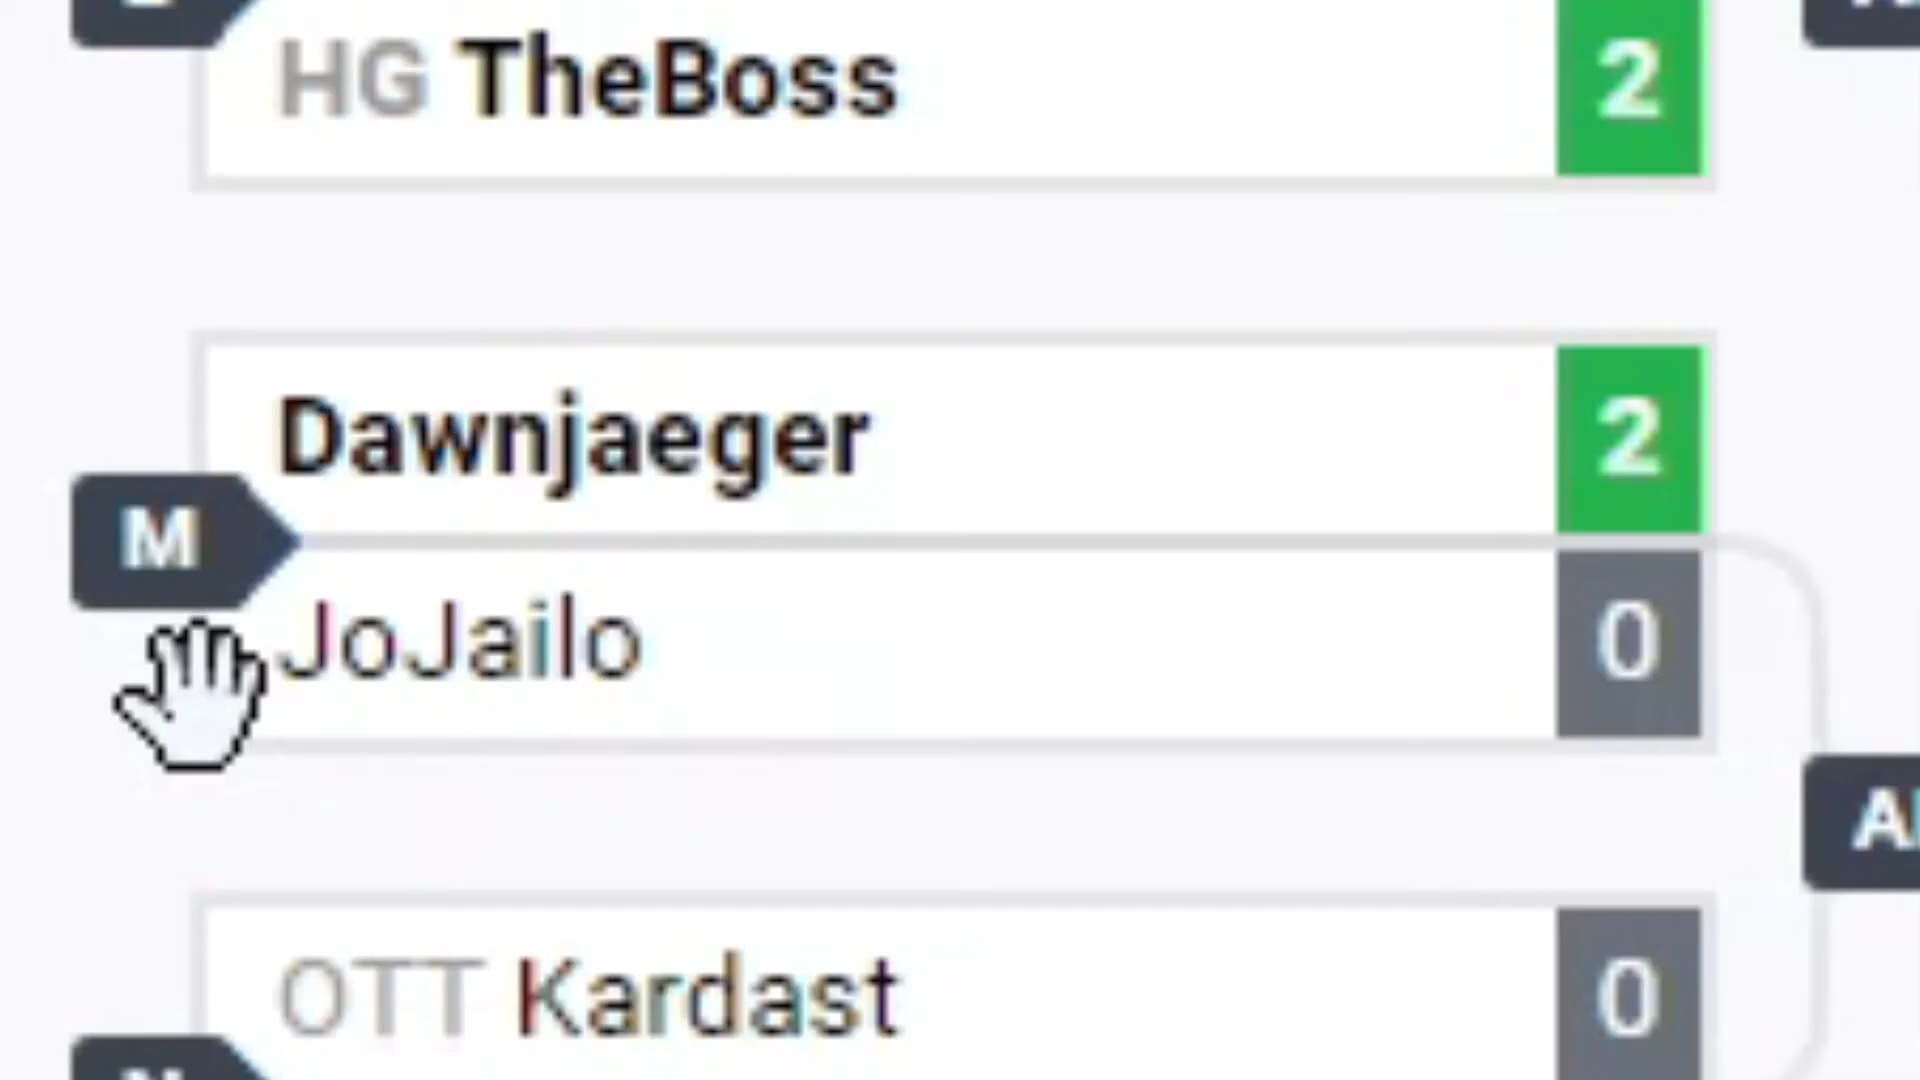 HG TheBoss 2
Dawnjaeger 2
M
JoJailo 0
OTT Kardast 0